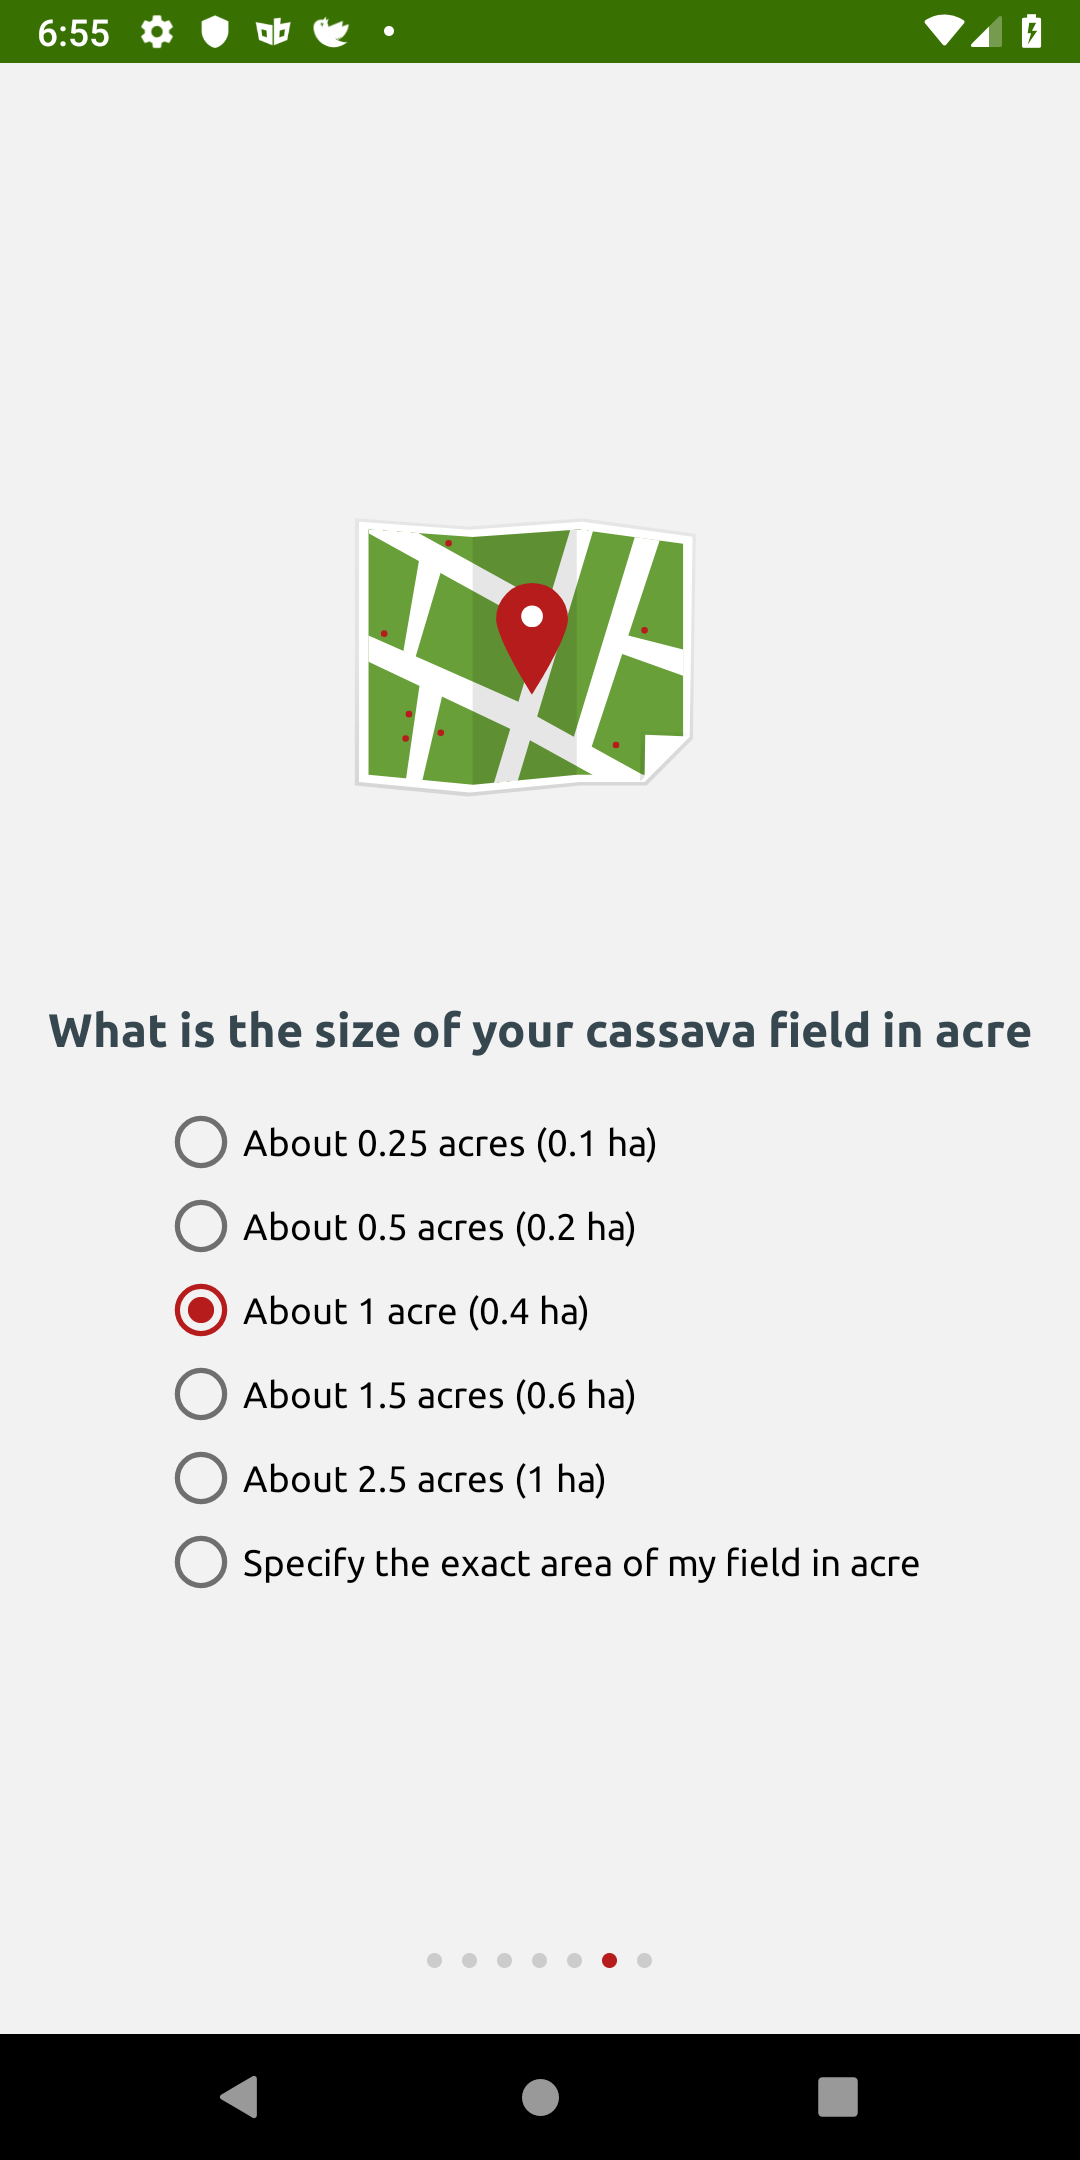 6:55
What is the size of your cassava field in acre
About 0.25 acres (0.1 ha)
About 0.5 acres (0.2 ha)
About 1 acre (0.4 ha)
About 1.5 acres (0.6 ha)
About 2.5 acres (1 ha)
Specify the exact area of my field in acre